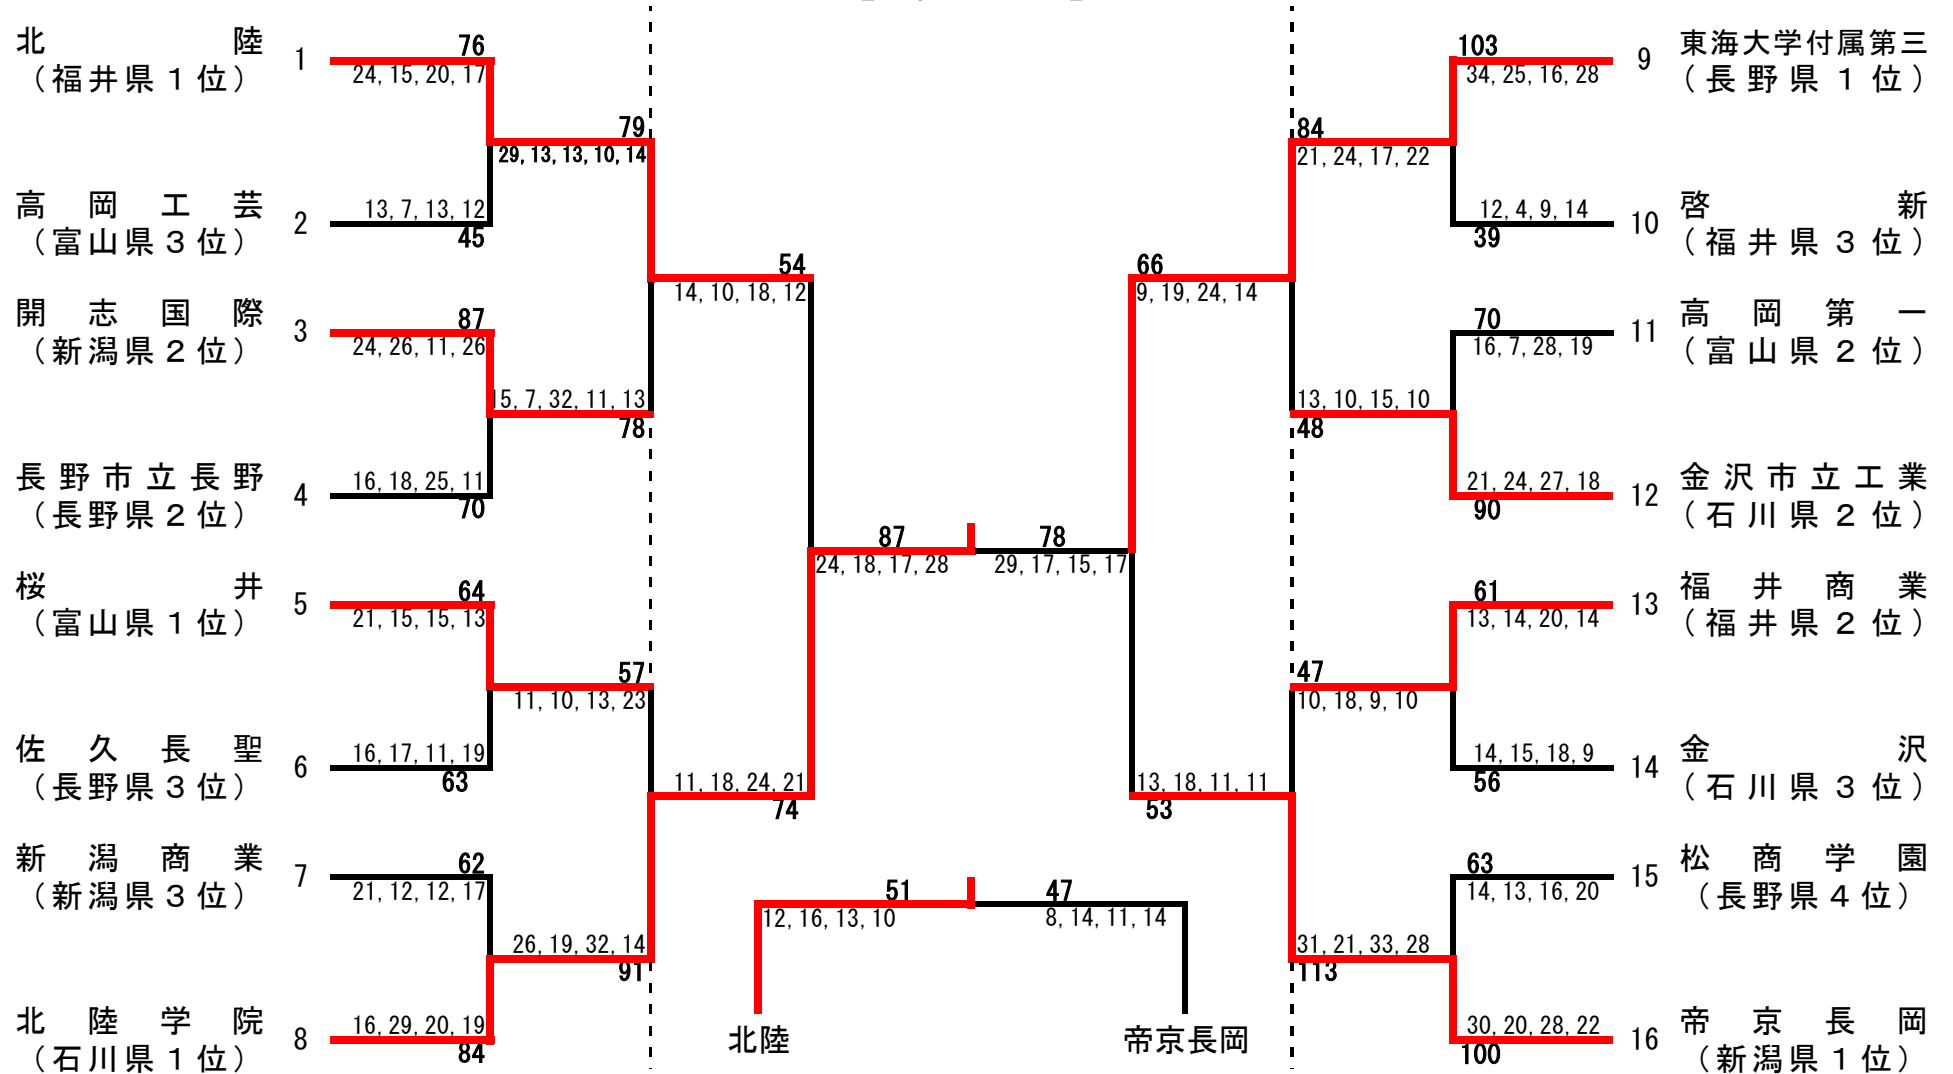 北陸
（福井県１位）
1
76
24, 15, 20, 17
高岡工芸
（富山県３位）
2
13, 7, 13, 12
45
79
29, 13, 13, 10, 14
開志国際
（新潟県２位）
3
87
24, 26, 11, 26
長野市立長野
（長野県２位）
4
16, 18, 25, 11
70
15, 7, 32, 11, 13
78
54
14, 10, 18, 12
桜井
（富山県１位）
5
64
21, 15, 15, 13
佐久長聖
（長野県３位）
6
16, 17, 11, 19
63
57
11, 10, 13, 23
新潟商業
（新潟県３位）
7
62
21, 12, 12, 17
北陸学院
（石川県１位）
8
16, 29, 20, 19
84
26, 19, 32, 14
91
11, 18, 24, 21
74
87
24, 18, 17, 28
78
29, 17, 15, 17
51
12, 16, 13, 10
47
8, 14, 11, 14
北陸
帝京長岡
103
34, 25, 16, 28
9
東海大学付属第三
（長野県１位）
84
21, 24, 17, 22
12, 4, 9, 14
39
10
啓新
（福井県３位）
66
9, 19, 24, 14
70
16, 7, 28, 19
11
高岡第一
（富山県２位）
13, 10, 15, 10
48
21, 24, 27, 18
90
12
金沢市立工業
（石川県２位）
61
13, 14, 20, 14
13
福井商業
（福井県２位）
47
10, 18, 9, 10
14, 15, 18, 9
56
14
金沢
（石川県３位）
13, 18, 11, 11
53
63
14, 13, 16, 20
15
松商学園
（長野県４位）
31, 21, 33, 28
113
30, 20, 28, 22
100
16
帝京長岡
（新潟県１位）